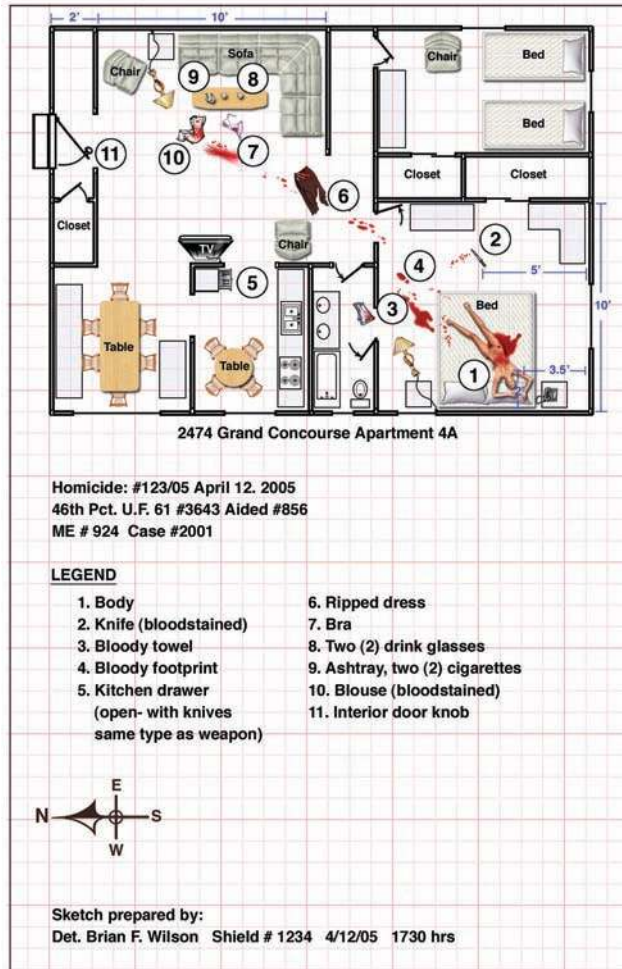 2'
10'
Sofa
Chair
Chair
Bed
9
8
Bed
10
7
11
Closet
Closet
6
Closet
2
TV
Chair
4
5'
5
3
Bed
10'
Table
Table
1
3.5'
2474 Grand Concourse Apartment 4A
Homicide: #123/05 April 12. 2005
46th Pct. U.F. 61 #3643 Aided #856
ME # 924 Case #2001
LEGEND
1. Body
2. Knife (bloodstained)
3. Bloody towel
4. Bloody footprint
5. Kitchen drawer
(open- with knives
same type as weapon)
6. Ripped dress
7. Bra
8. Two (2) drink glasses
9. Ashtray, two (2) cigarettes
10. Blouse (bloodstained)
11. Interior door knob
E
N
S
W
Sketch prepared by:
Det. Brian F. Wilson Shield # 1234 4/12/05 1730 hrs